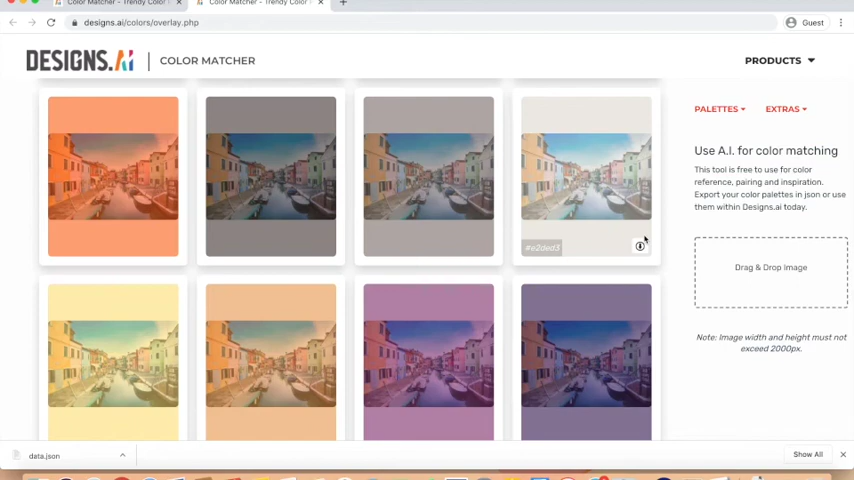 Color Matcher - Trendy Color
Color Matcher - Trendy Color
designs.ai/colors/overlay.php
Guest
DESIGNS.AI
COLOR MATCHER
PRODUCTS
PALETTES
EXTRAS
Use A.I. for color matching
This tool is free to use for color
reference, pairing and inspiration.
Export your color palettes in json or use
them within Designs.ai today.
#e2ded3
Drag & Drop Image
Note: Image width and height must not
exceed 2000px.
data.json
Show All